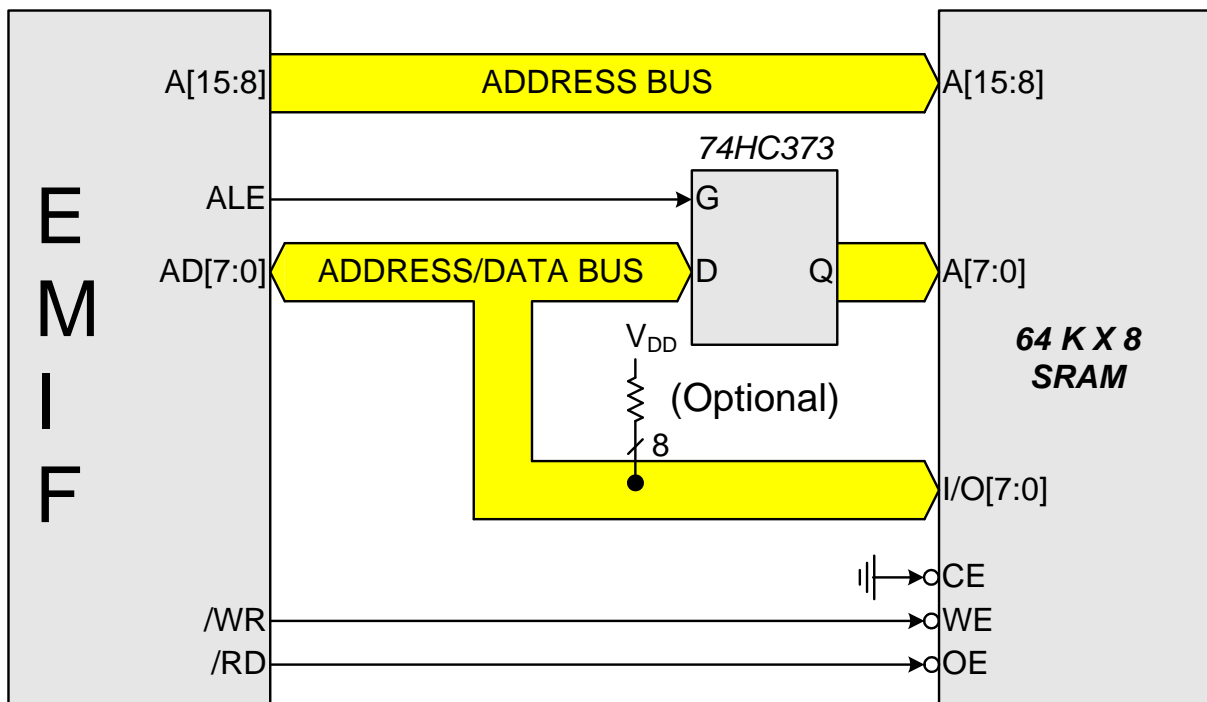 A[15:8] ADDRESS BUS A[15:8]
74HC373
ALE G
AD[7:0] ADDRESS/DATA BUS D Q A[7:0]
E
M
I
F
64 K X 8
SRAM
VDD
(Optional)
8
I/O[7:0]
CE
/WR WE
/RD OE